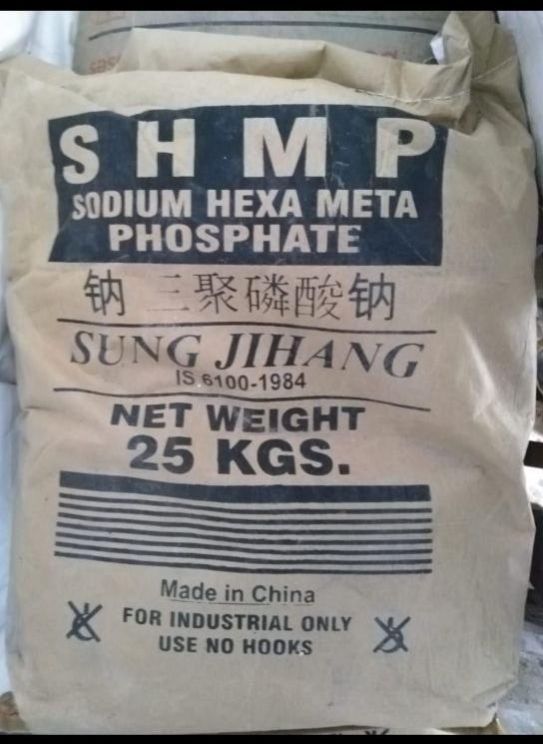 SHMP
SODIUM HEXA META
PHOSPHATE
钠 三聚磷酸钠
SUNG JIHANG
IS.6100-1984
NET WEIGHT
25 KGS.
Made in China
FOR INDUSTRIAL ONLY
USE NO HOOKS